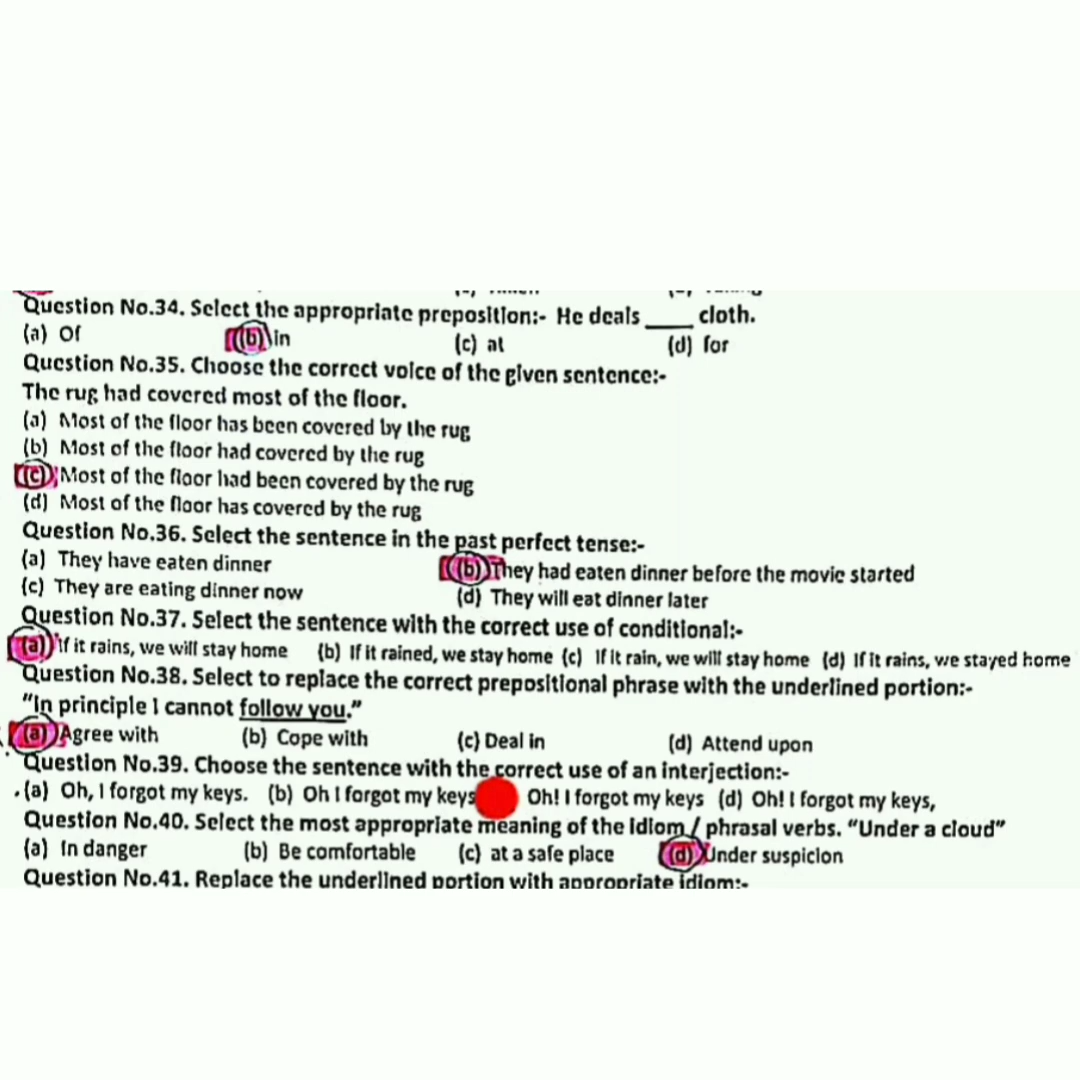 Question No.34. Select the appropriate preposition:- He deals ____ cloth.
(a) Of (b) in (c) at (d) for
Question No.35. Choose the correct voice of the given sentence:-
The rug had covered most of the floor.
(a) Most of the floor has been covered by the rug
(b) Most of the floor had covered by the rug
(c) Most of the floor had been covered by the rug
(d) Most of the floor has covered by the rug
Question No.36. Select the sentence in the past perfect tense:-
(a) They have eaten dinner (b) They had eaten dinner before the movie started
(c) They are eating dinner now (d) They will eat dinner later
Question No.37. Select the sentence with the correct use of conditional:-
(a) If it rains, we will stay home (b) If it rained, we stay home (c) If it rain, we will stay home (d) If it rains, we stayed home
Question No.38. Select to replace the correct prepositional phrase with the underlined portion:-
"In principle I cannot follow you."
(a) Agree with (b) Cope with (c) Deal in (d) Attend upon
Question No.39. Choose the sentence with the correct use of an interjection:-
(a) Oh, I forgot my keys. (b) Oh I forgot my keys Oh! I forgot my keys (d) Oh! I forgot my keys,
Question No.40. Select the most appropriate meaning of the idiom / phrasal verbs. "Under a cloud"
(a) In danger (b) Be comfortable (c) at a safe place (d) Under suspicion
Question No.41. Replace the underlined portion with appropriate idiom:-